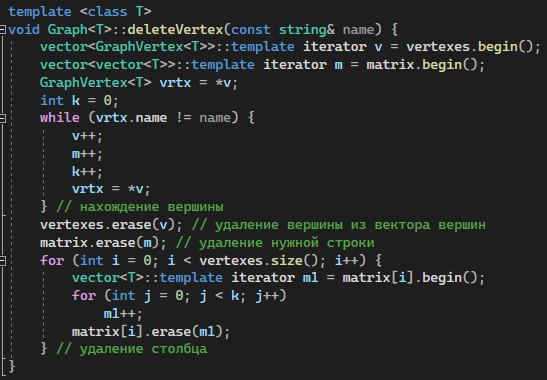 template <class T>
void Graph<T>::deleteVertex(const string& name) {
    vector<GraphVertex<T>>::template iterator v = vertexes.begin();
    vector<vector<T>>::template iterator m = matrix.begin();
    GraphVertex<T> vrtx = *v;
    int k = 0;
    while (vrtx.name != name) {
        v++;
        m++;
        k++;
        vrtx = *v;
    } // нахождение вершины
    vertexes.erase(v); // удаление вершины из вектора вершин
    matrix.erase(m); // удаление нужной строки
    for (int i = 0; i < vertexes.size(); i++) {
        vector<T>::template iterator m1 = matrix[i].begin();
        for (int j = 0; j < k; j++)
            m1++;
        matrix[i].erase(m1);
    } // удаление столбца
}